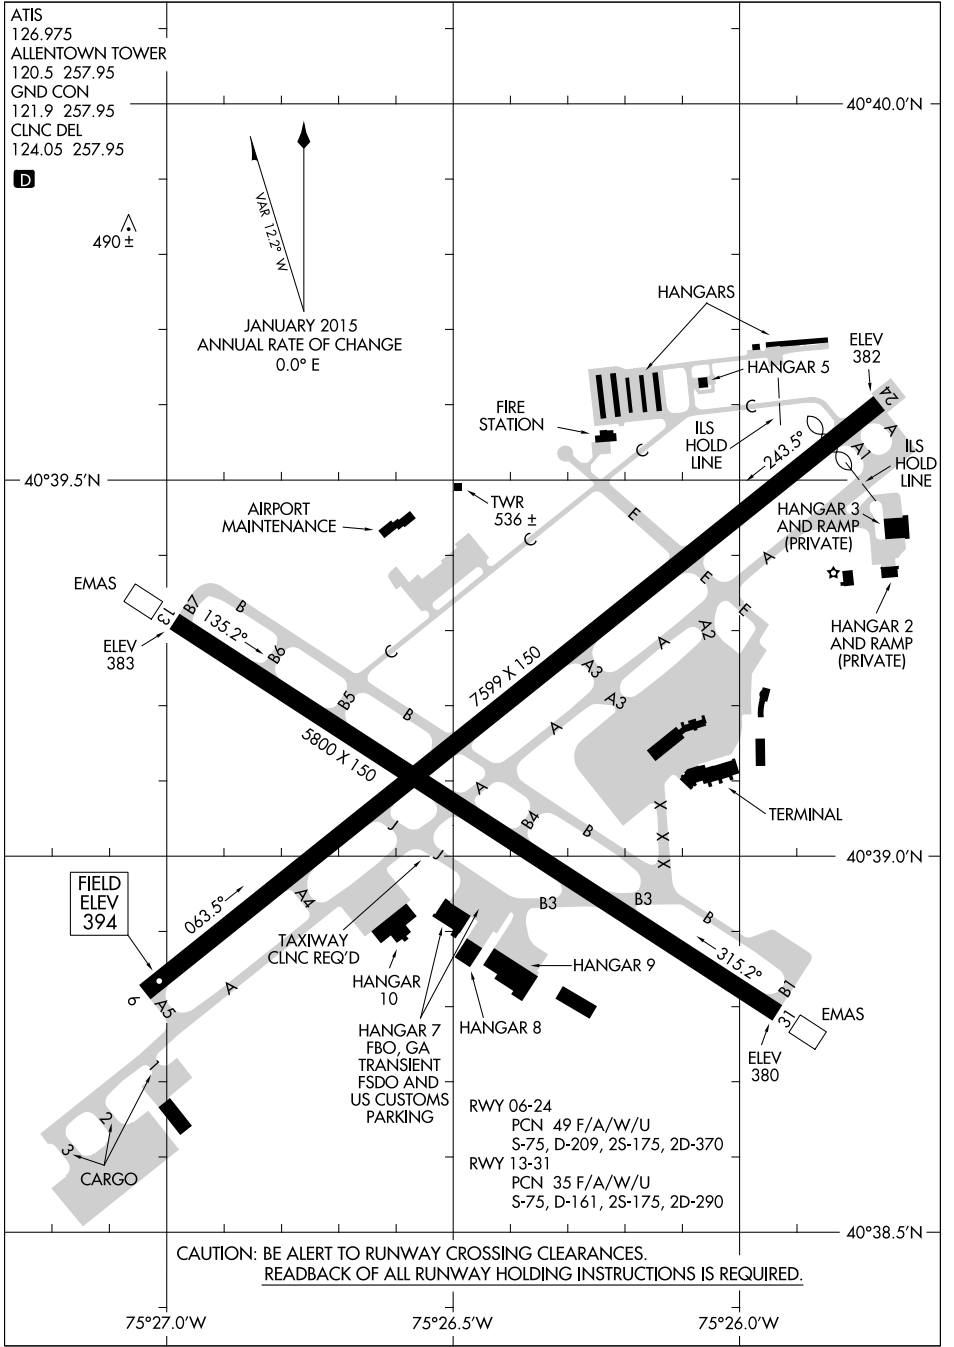 ATIS
126.975
ALLENTOWN TOWER
120.5 257.95
GND CON
121.9 257.95
CLNC DEL
124.05 257.95
D
490 ±
VAR 12.2° W
JANUARY 2015
ANNUAL RATE OF CHANGE
0.0° E
40°40.0'N
HANGARS
ELEV
382
HANGAR 5
24
FIRE
STATION
C
C
ILS
HOLD
LINE
243.5°
A
A1
ILS
HOLD
LINE
40°39.5'N
TWR
536 ±
AIRPORT
MAINTENANCE
C
E
HANGAR 3
AND RAMP
(PRIVATE)
A
E
E
EMAS
13
B7
B
135.2°
B6
ELEV
383
C
A2
A
HANGAR 2
AND RAMP
(PRIVATE)
A3
A3
7599 X 150
B5
B
A
5800 X 150
A
B4
B
X
X
X
TERMINAL
J
J
40°39.0'N
FIELD
ELEV
394
063.5°
A4
B3
B3
B
TAXIWAY
CLNC REQ'D
HANGAR
10
HANGAR 9
315.2°
A
6
A5
B1
31
EMAS
HANGAR 7
FBO, GA
TRANSIENT
FSDO AND
US CUSTOMS
PARKING
HANGAR 8
ELEV
380
1
2
3
CARGO
RWY 06-24
PCN 49 F/A/W/U
S-75, D-209, 2S-175, 2D-370
RWY 13-31
PCN 35 F/A/W/U
S-75, D-161, 2S-175, 2D-290
40°38.5'N
CAUTION: BE ALERT TO RUNWAY CROSSING CLEARANCES.
READBACK OF ALL RUNWAY HOLDING INSTRUCTIONS IS REQUIRED.
75°27.0'W
75°26.5'W
75°26.0'W